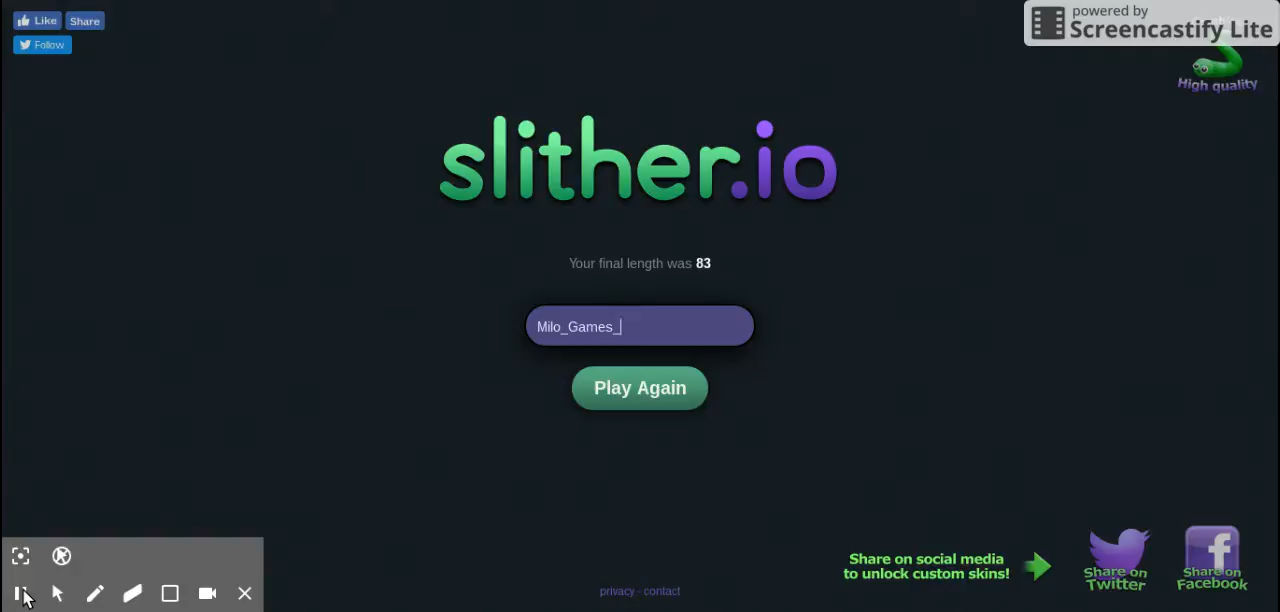 Like Share
Follow
powered by
Screencastify Lite
High quality
slither.io
Your final length was 83
Milo_Games_
Play Again
Share on social media
to unlock custom skins!
Share on
Twitter
Share on
Facebook
privacy · contact